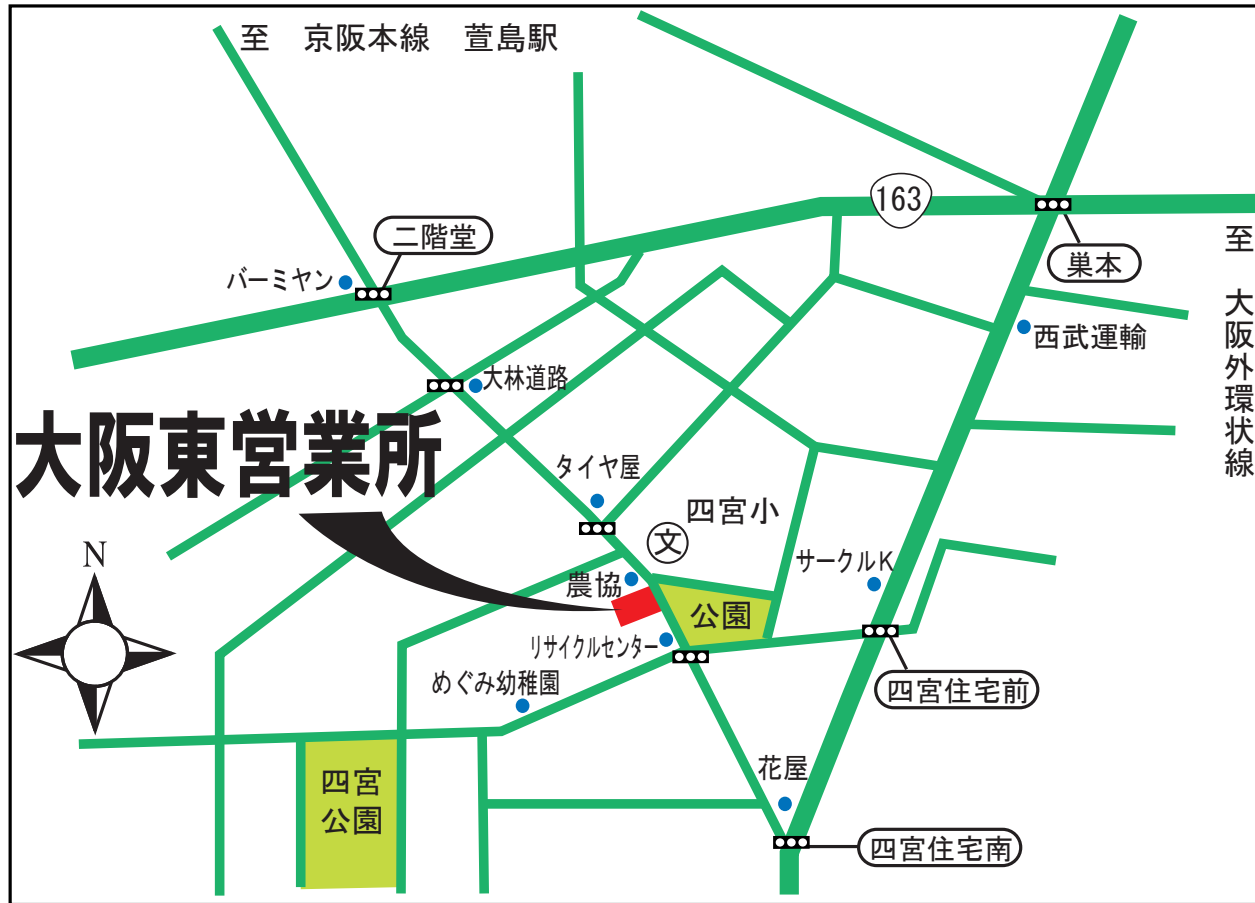 至 京阪本線 萱島駅
163
二階堂
バーミヤン
巣本
至 大阪外環状線
西武運輸
大林道路
大阪東営業所
タイヤ屋
四宮小
文
N
農協
サークルK
公園
リサイクルセンター
めぐみ幼稚園
四宮住宅前
四宮
公園
花屋
四宮住宅南